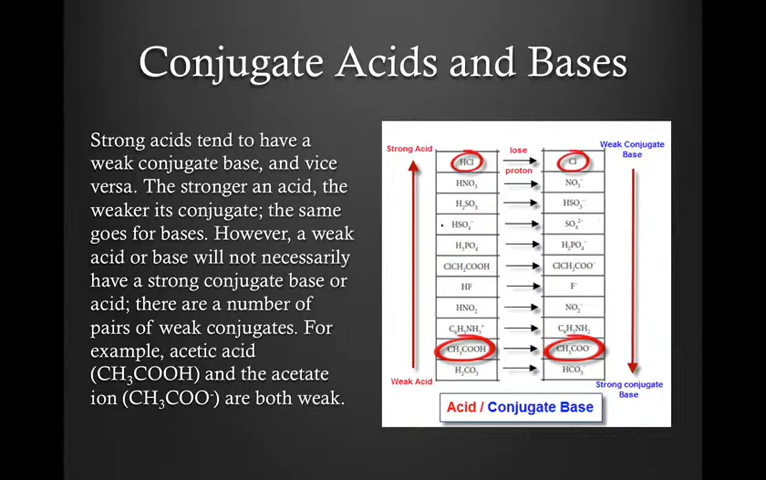 Conjugate Acids and Bases
Strong acids tend to have a
weak conjugate base, and vice
versa. The stronger an acid, the
weaker its conjugate; the same
goes for bases. However, a weak
acid or base will not necessarily
have a strong conjugate base or
acid; there are a number of
pairs of weak conjugates. For
example, acetic acid
(CH₃COOH) and the acetate
ion (CH₃COO⁻) are both weak.
Strong Acid
lose
proton
Weak Conjugate
Base
HCl Cl⁻
HNO₃ NO₃⁻
H₂SO₃ HSO₃⁻
HSO₄⁻ SO₄²⁻
H₃PO₄ H₂PO₄⁻
ClCH₂COOH ClCH₂COO⁻
HF F⁻
HNO₂ NO₂⁻
C₆H₅NH₃⁺ C₆H₅NH₂
CH₃COOH CH₃COO⁻
H₂CO₃ HCO₃⁻
Weak Acid
Strong conjugate
Base
Acid / Conjugate Base